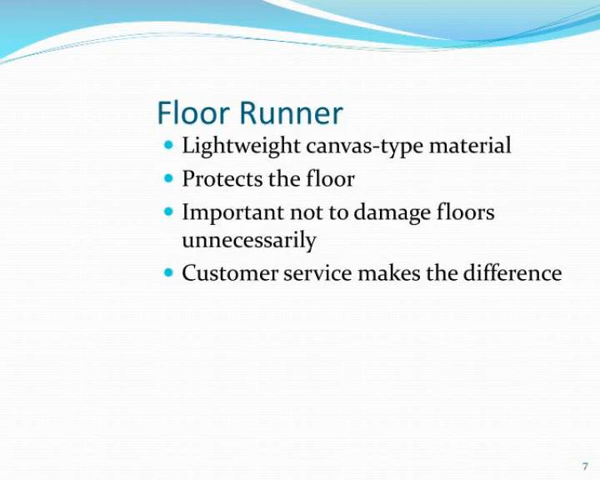 Floor Runner
• Lightweight canvas-type material
• Protects the floor
• Important not to damage floors
unnecessarily
• Customer service makes the difference
7